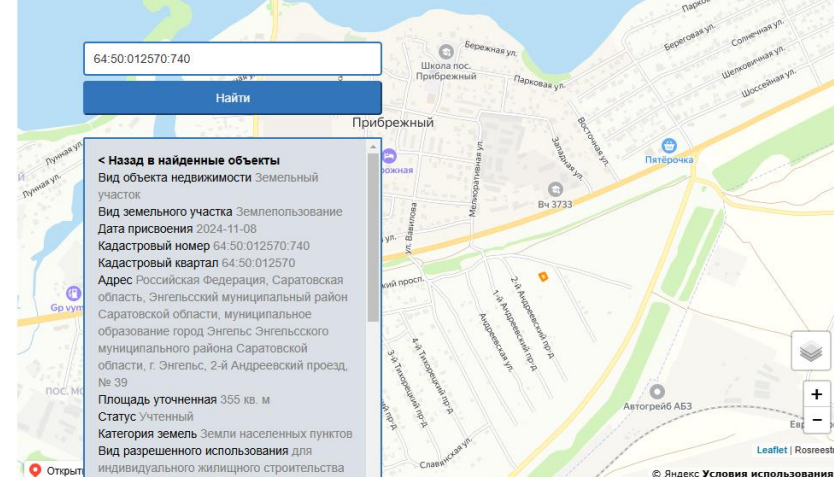 64:50:012570:740
Найти
< Назад в найденные объекты
Вид объекта недвижимости Земельный
участок
Вид земельного участка Землепользование
Дата присвоения 2024-11-08
Кадастровый номер 64:50:012570:740
Кадастровый квартал 64:50:012570
Адрес Российская Федерация, Саратовская
область, Энгельсский муниципальный район
Саратовской области, муниципальное
образование город Энгельс Энгельсского
муниципального района Саратовской
области, г. Энгельс, 2-й Андреевский проезд,
№ 39
Площадь уточненная 355 кв. м
Статус Учтенный
Категория земель Земли населенных пунктов
Вид разрешенного использования для
индивидуального жилищного строительства
Бережная ул.
Школа пос.
Прибрежный
Парковая ул.
Береговая ул.
Солнечная ул.
Шелковичная ул.
Шоссейная ул.
Прибрежный
Восточная ул.
Западная ул.
Пятёрочка
Лунная ул.
Мелиоративная ул.
Вч 3733
ул. Вавилова
2-й Андреевский пр-д
1-й Андреевский пр-д
Андреевская ул.
4-й Тихорецкий пр-д
3-й Тихорецкий пр-д
Автогрейб АБЗ
Славянская ул.
+
−
Leaflet | Rosreestr
© Яндекс Условия использования